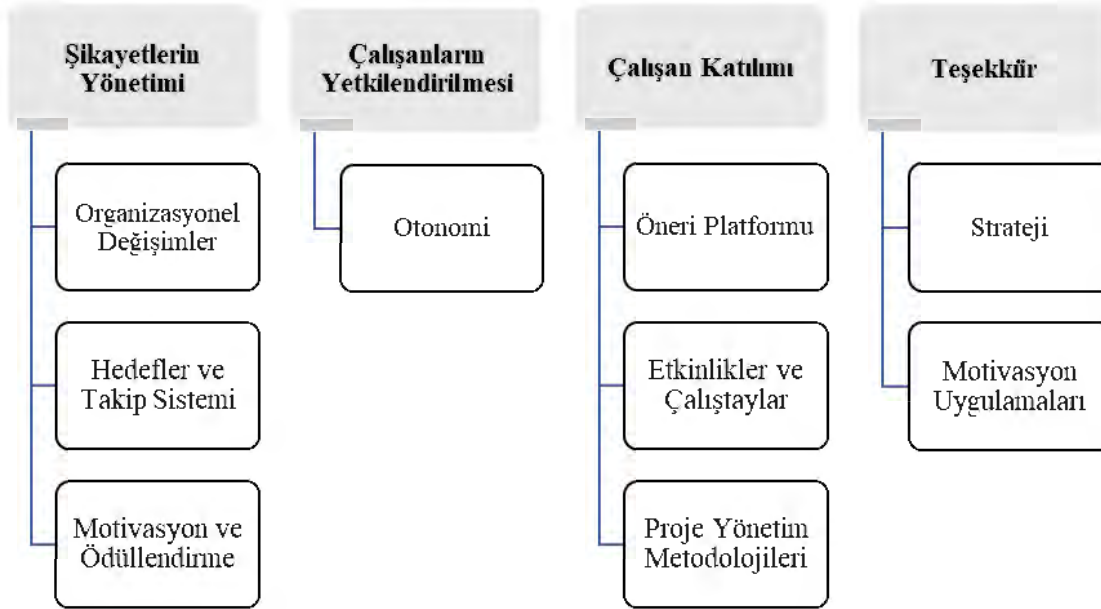 Şikayetlerin
Yönetimi
Organizasyonel
Değişimler
Hedefler ve
Takip Sistemi
Motivasyon ve
Ödüllendirme
Çalışanların
Yetkilendirilmesi
Otonomi
Çalışan Katılımı
Öneri Platformu
Etkinlikler ve
Çalıştaylar
Proje Yönetim
Metodolojileri
Teşekkür
Strateji
Motivasyon
Uygulamaları